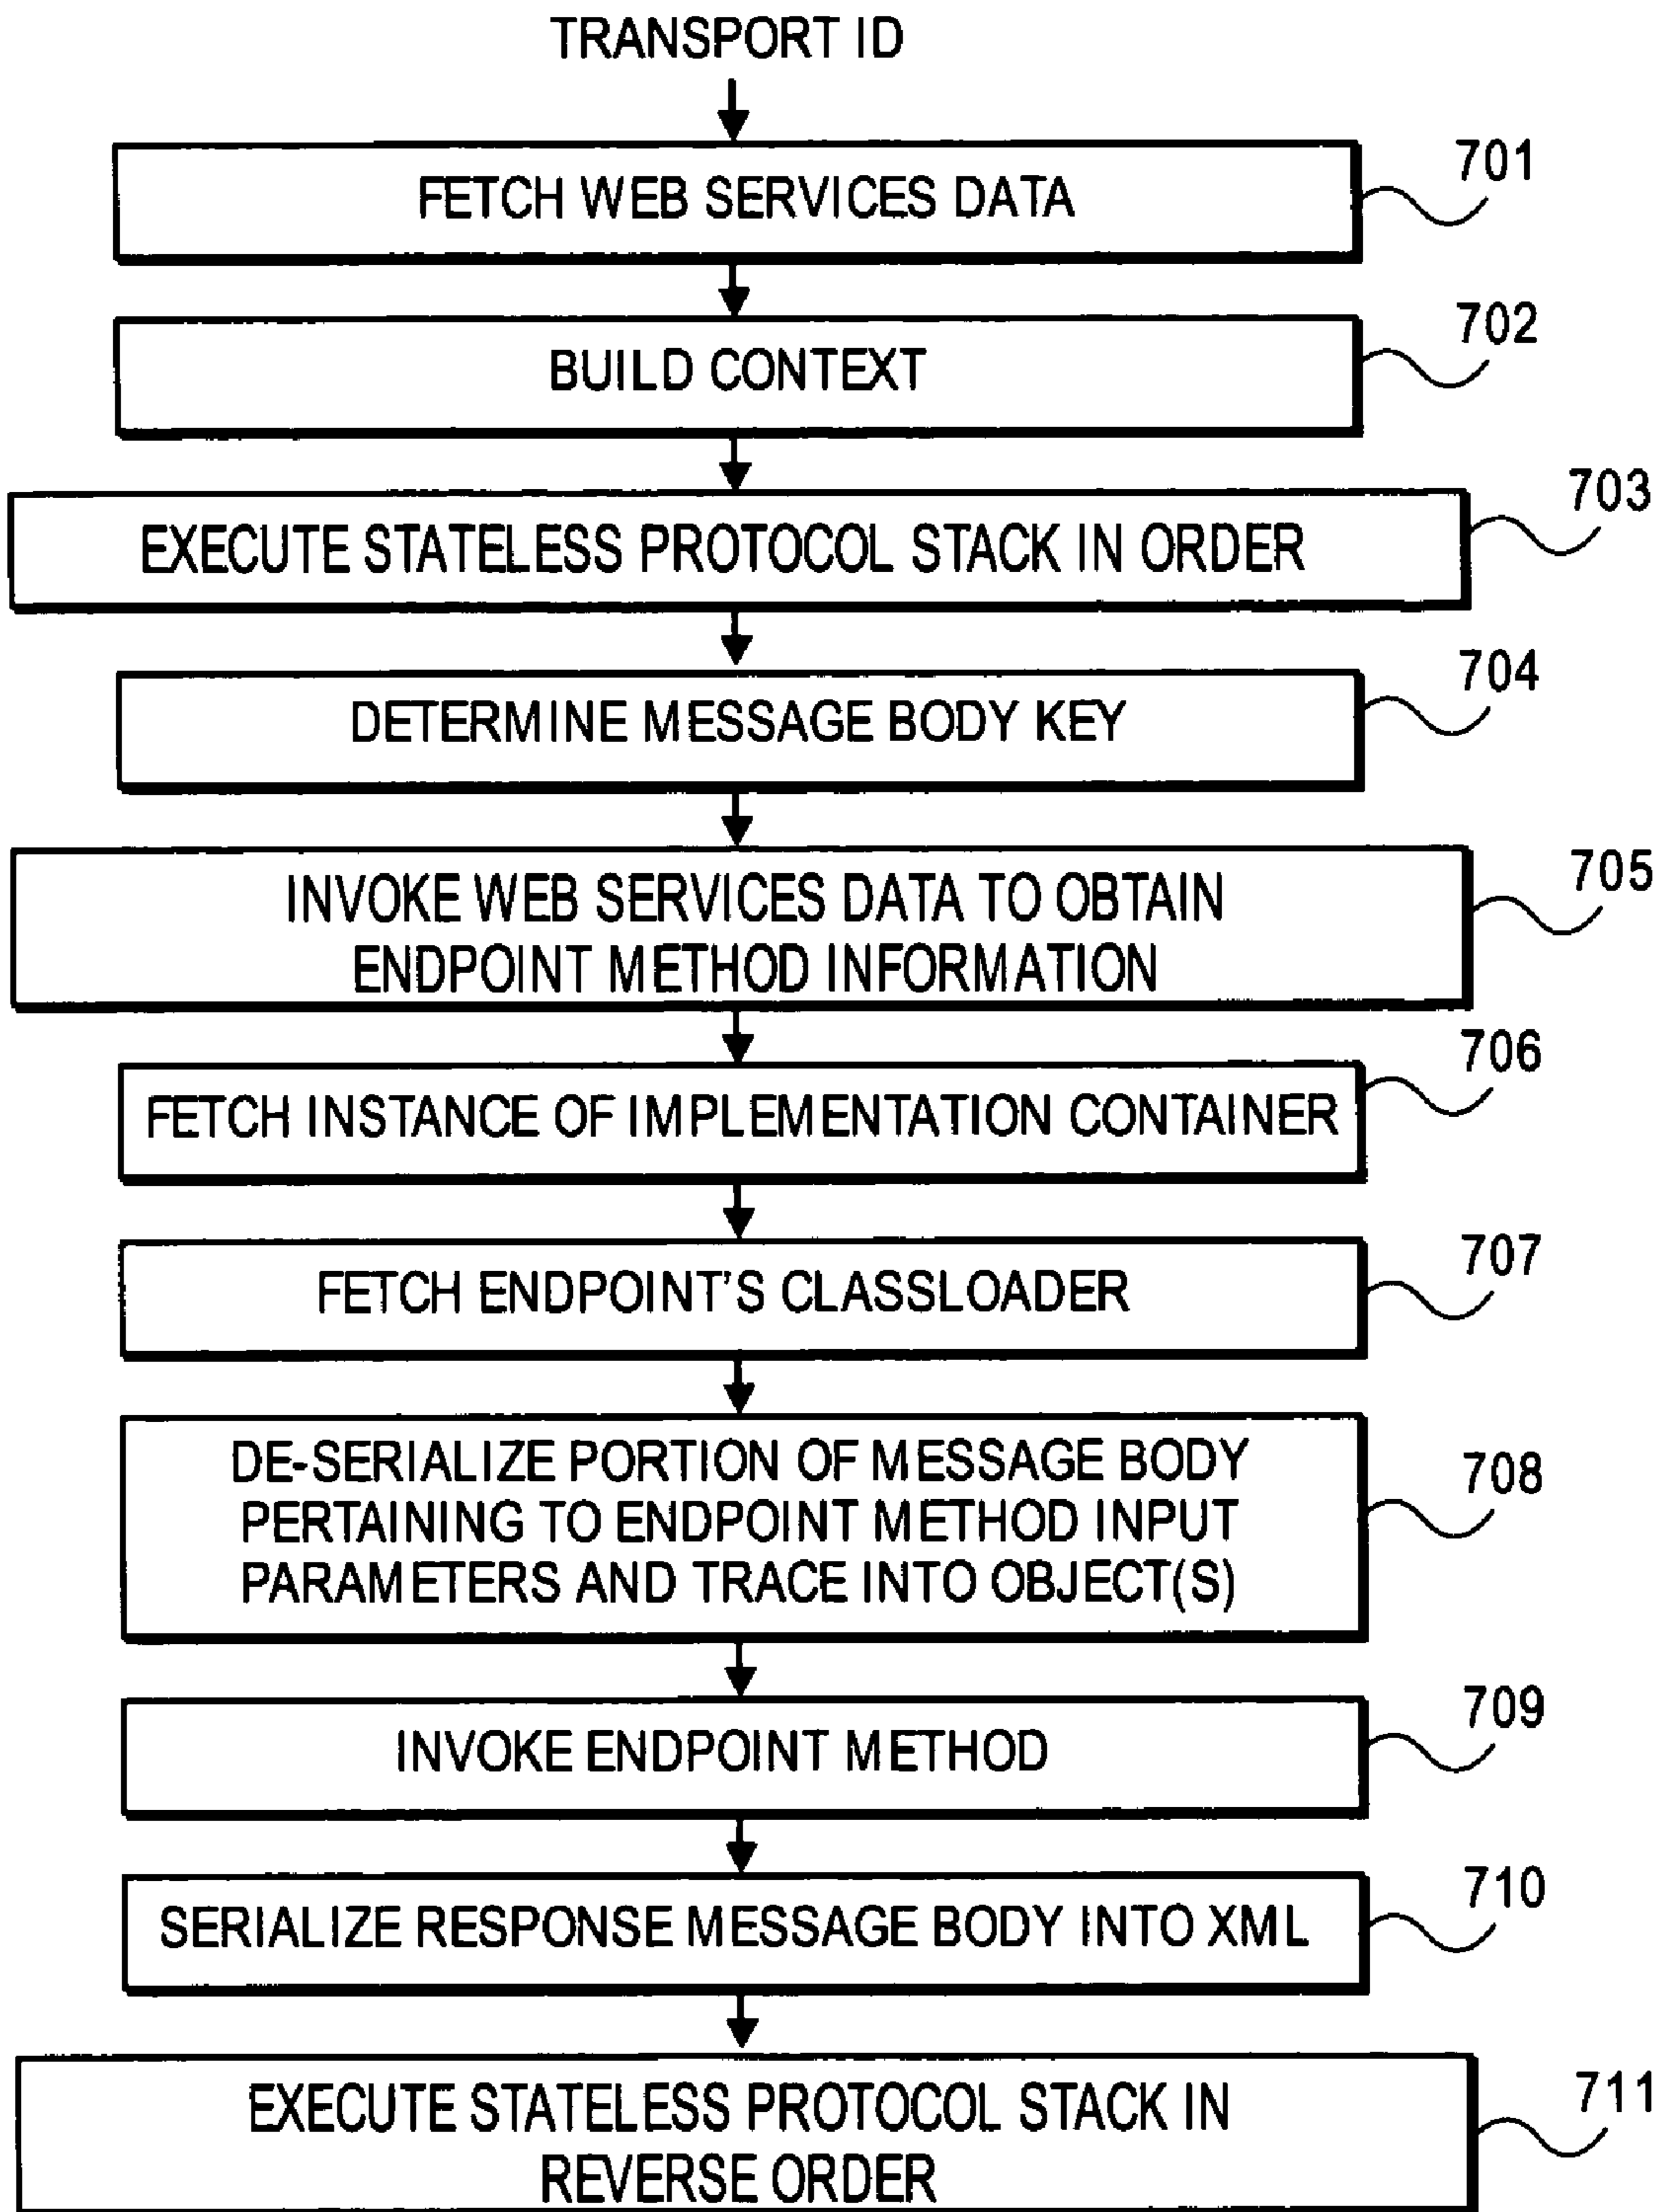 TRANSPORT ID
FETCH WEB SERVICES DATA
701
BUILD CONTEXT
702
EXECUTE STATELESS PROTOCOL STACK IN ORDER
703
DETERMINE MESSAGE BODY KEY
704
INVOKE WEB SERVICES DATA TO OBTAIN
ENDPOINT METHOD INFORMATION
705
FETCH INSTANCE OF IMPLEMENTATION CONTAINER
706
FETCH ENDPOINT'S CLASSLOADER
707
DE-SERIALIZE PORTION OF MESSAGE BODY
PERTAINING TO ENDPOINT METHOD INPUT
PARAMETERS AND TRACE INTO OBJECT(S)
708
INVOKE ENDPOINT METHOD
709
SERIALIZE RESPONSE MESSAGE BODY INTO XML
710
EXECUTE STATELESS PROTOCOL STACK IN
REVERSE ORDER
711